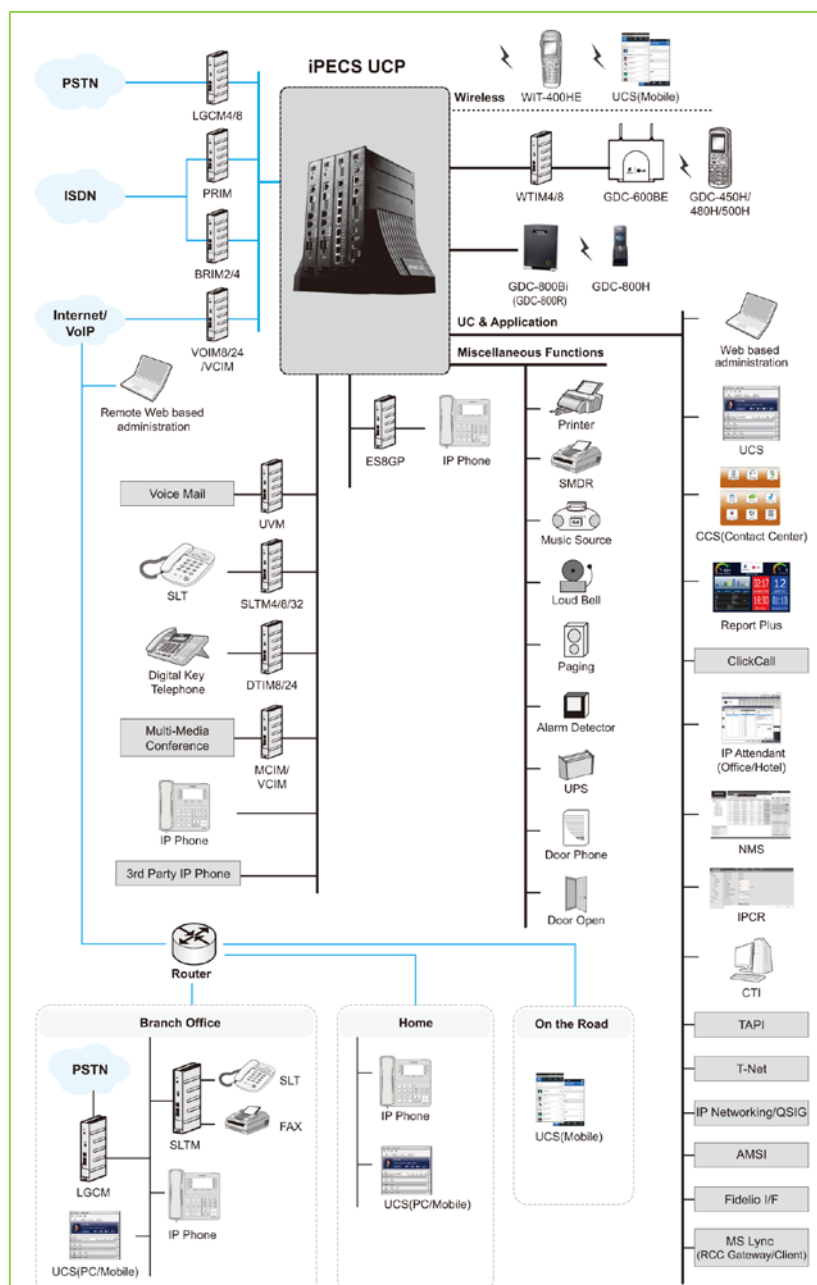 iPECS UCP
PSTN
LGCM4/8
ISDN
PRIM
BRIM2/4
Internet/
VoIP
VOIM8/24
/VCIM
Remote Web based
administration
Wireless
WIT-400HE
UCS(Mobile)
WTIM4/8
GDC-600BE
GDC-450H/
480H/500H
GDC-800Bi
(GDC-800R)
GDC-800H
UC & Application
Miscellaneous Functions
ES8GP
IP Phone
Voice Mail
UVM
SLT
SLTM4/8/32
Digital Key
Telephone
DTIM8/24
Multi-Media
Conference
MCIM/
VCIM
IP Phone
3rd Party IP Phone
Printer
SMDR
Music Source
Loud Bell
Paging
Alarm Detector
UPS
Door Phone
Door Open
Web based
administration
UCS
CCS(Contact Center)
02:17
12
18:30
01:10
Report Plus
ClickCall
IP Attendant
(Office/Hotel)
NMS
IPCR
CTI
TAPI
T-Net
IP Networking/QSIG
AMSI
Fidelio I/F
MS Lync
(RCC Gateway/Client)
Router
Branch Office
PSTN
LGCM
SLTM
SLT
FAX
IP Phone
UCS(PC/Mobile)
Home
IP Phone
UCS(PC/Mobile)
On the Road
UCS(Mobile)